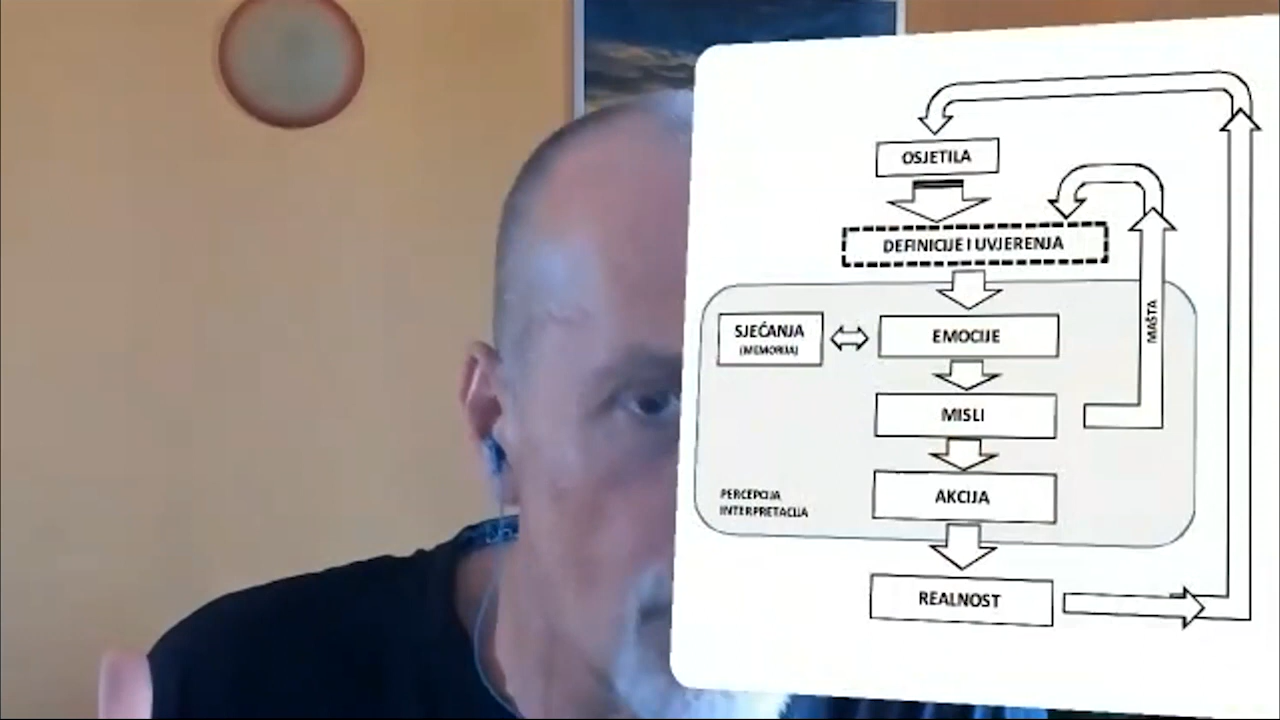 OSJETILA
DEFINICIJE I UVJERENJA
SJEĆANJA
(MEMORIJA)
EMOCIJE
MAŠTA
MISLI
AKCIJA
PERCEPCIJA
INTERPRETACIJA
REALNOST